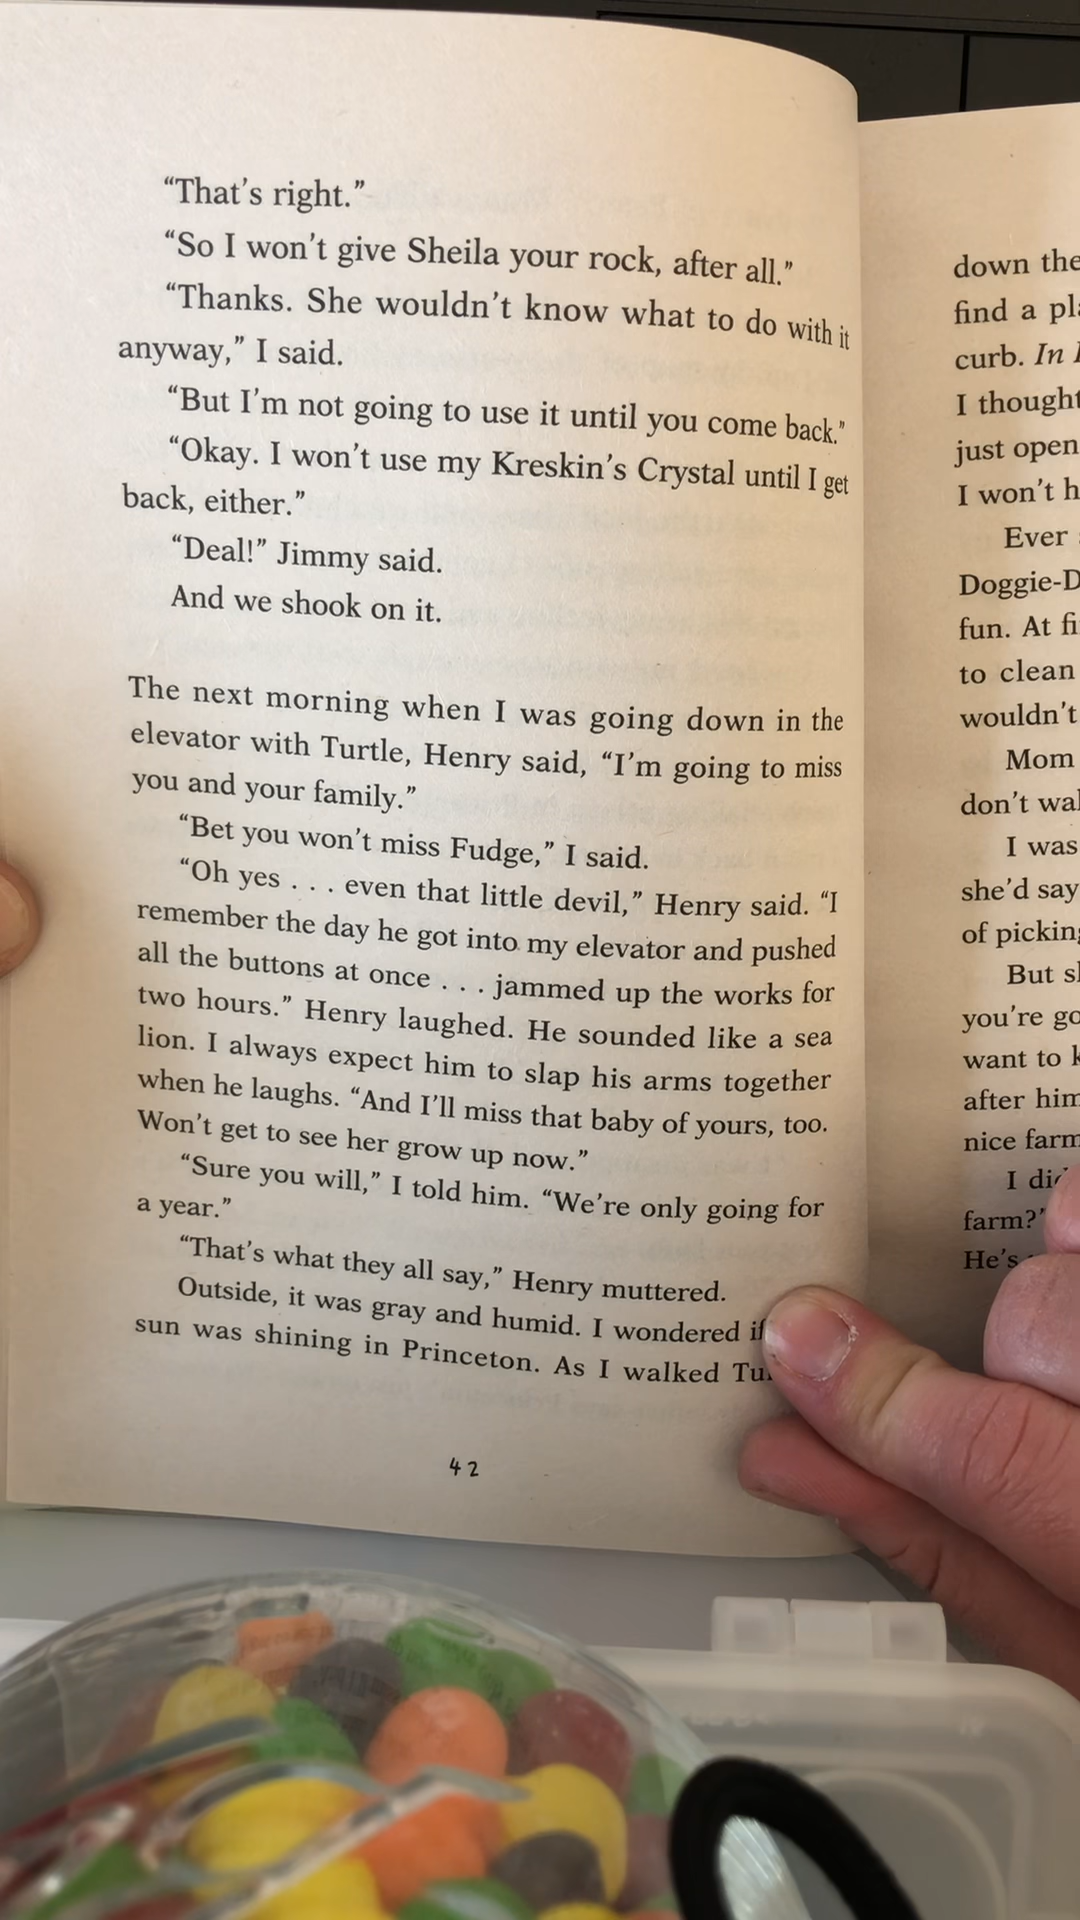 “That’s right.”
“So I won’t give Sheila your rock, after all.”
“Thanks. She wouldn’t know what to do with it
anyway,” I said.
“But I’m not going to use it until you come back.”
“Okay. I won’t use my Kreskin’s Crystal until I get
back, either.”
“Deal!” Jimmy said.
And we shook on it.
The next morning when I was going down in the
elevator with Turtle, Henry said, “I’m going to miss
you and your family.”
“Bet you won’t miss Fudge,” I said.
“Oh yes . . . even that little devil,” Henry said. “I
remember the day he got into my elevator and pushed
all the buttons at once . . . jammed up the works for
two hours.” Henry laughed. He sounded like a sea
lion. I always expect him to slap his arms together
when he laughs. “And I’ll miss that baby of yours, too.
Won’t get to see her grow up now.”
“Sure you will,” I told him. “We’re only going for
a year.”
“That’s what they all say,” Henry muttered.
Outside, it was gray and humid. I wondered if
sun was shining in Princeton. As I walked
42
down the
find a
curb. In
I thought
just open
I won’t
Ever
fun. At
to clean
wouldn’t
Mom
don’t
I was
she’d say
of
But
you’re
want to
after him
nice farm
I
farm?”
He’s